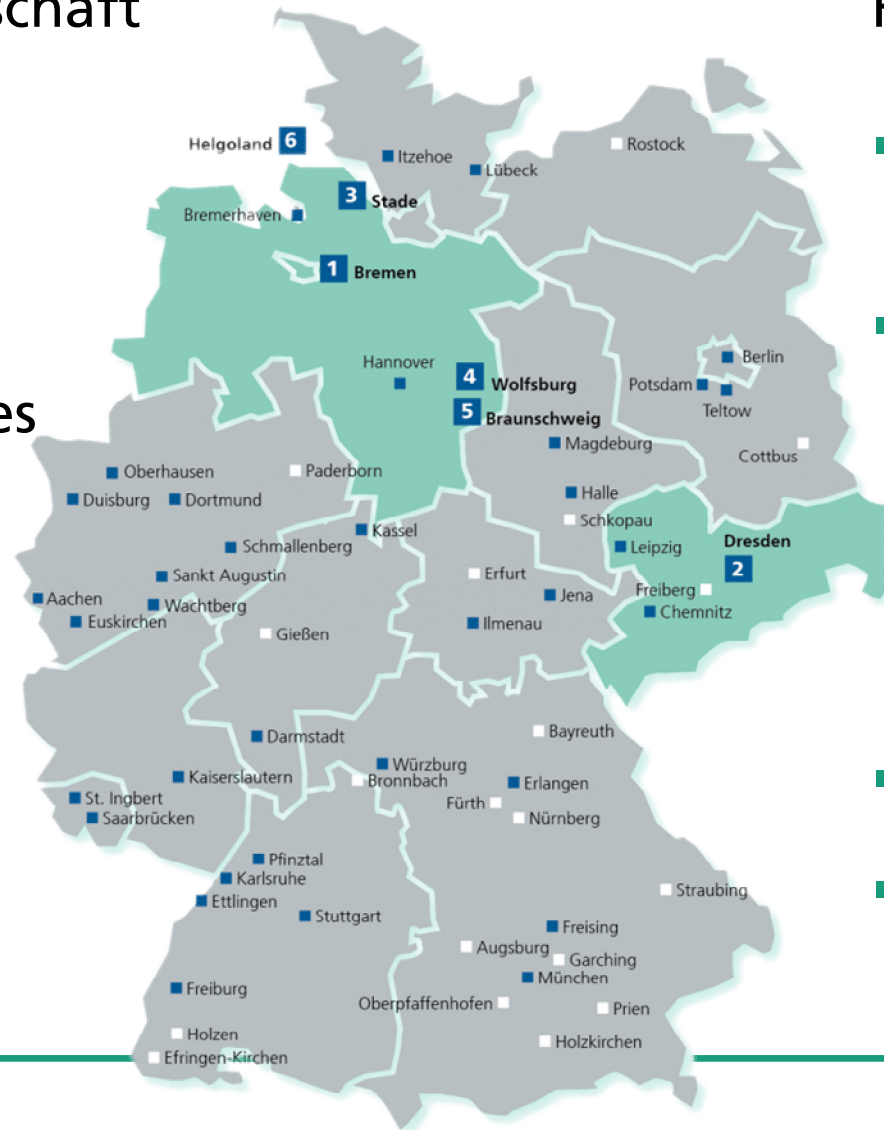 schaft
Helgoland 6
Itzehoe
Lübeck
Rostock
3 Stade
Bremerhaven
1 Bremen
Hannover
4 Wolfsburg
5 Braunschweig
Berlin
Potsdam
Teltow
es
Magdeburg
Cottbus
Oberhausen
Paderborn
Duisburg
Dortmund
Halle
Schkopau
Kassel
Schmallenberg
Leipzig
Dresden
2
Sankt Augustin
Erfurt
Freiberg
Aachen
Wachtberg
Jena
Chemnitz
Euskirchen
Gießen
Ilmenau
Darmstadt
Bayreuth
Würzburg
Bronnbach
Kaiserslautern
Erlangen
St. Ingbert
Fürth
Saarbrücken
Nürnberg
Pfinztal
Karlsruhe
Straubing
Ettlingen
Stuttgart
Freising
Augsburg
Garching
München
Freiburg
Oberpfaffenhofen
Prien
Holzen
Holzkirchen
Efringen-Kirchen